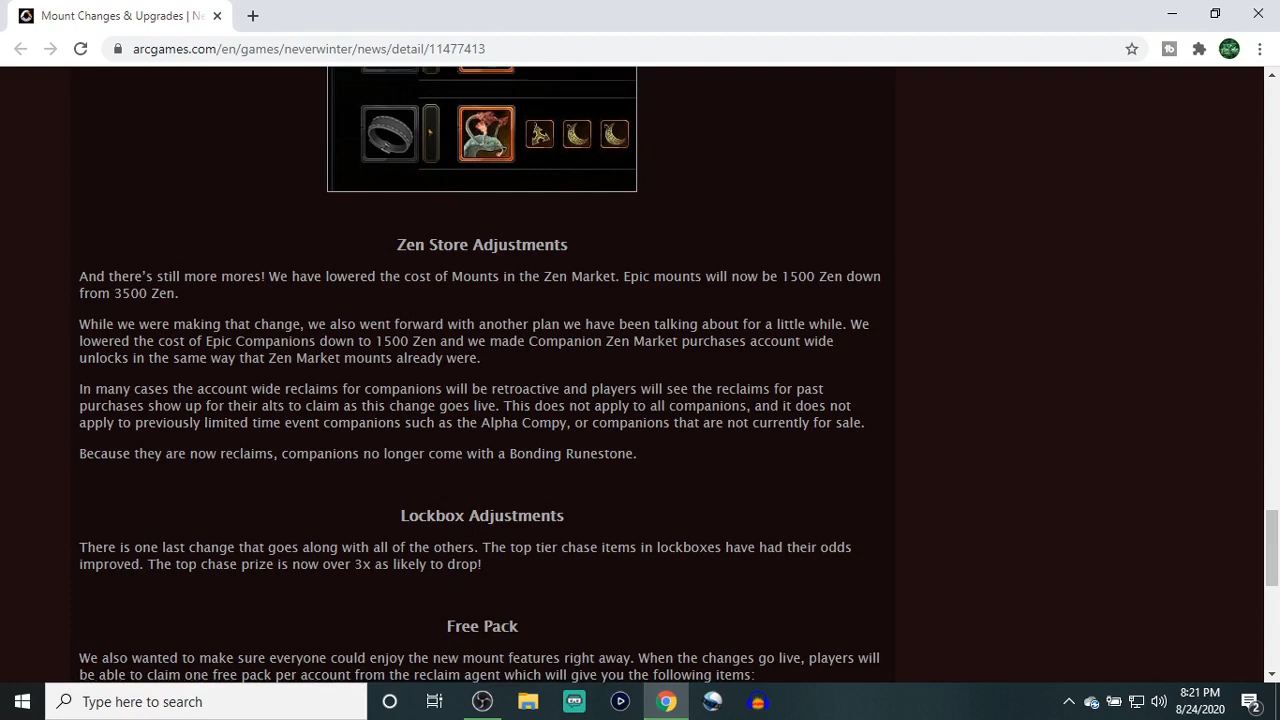 Mount Changes & Upgrades | Ne
arcgames.com/en/games/neverwinter/news/detail/11477413
Zen Store Adjustments
And there's still more mores! We have lowered the cost of Mounts in the Zen Market. Epic mounts will now be 1500 Zen down
from 3500 Zen.
While we were making that change, we also went forward with another plan we have been talking about for a little while. We
lowered the cost of Epic Companions down to 1500 Zen and we made Companion Zen Market purchases account wide
unlocks in the same way that Zen Market mounts already were.
In many cases the account wide reclaims for companions will be retroactive and players will see the reclaims for past
purchases show up for their alts to claim as this change goes live. This does not apply to all companions, and it does not
apply to previously limited time event companions such as the Alpha Compy, or companions that are not currently for sale.
Because they are now reclaims, companions no longer come with a Bonding Runestone.
Lockbox Adjustments
There is one last change that goes along with all of the others. The top tier chase items in lockboxes have had their odds
improved. The top chase prize is now over 3x as likely to drop!
Free Pack
We also wanted to make sure everyone could enjoy the new mount features right away. When the changes go live, players will
be able to claim one free pack per account from the reclaim agent which will give you the following items:
Type here to search
8:21 PM
8/24/2020
2